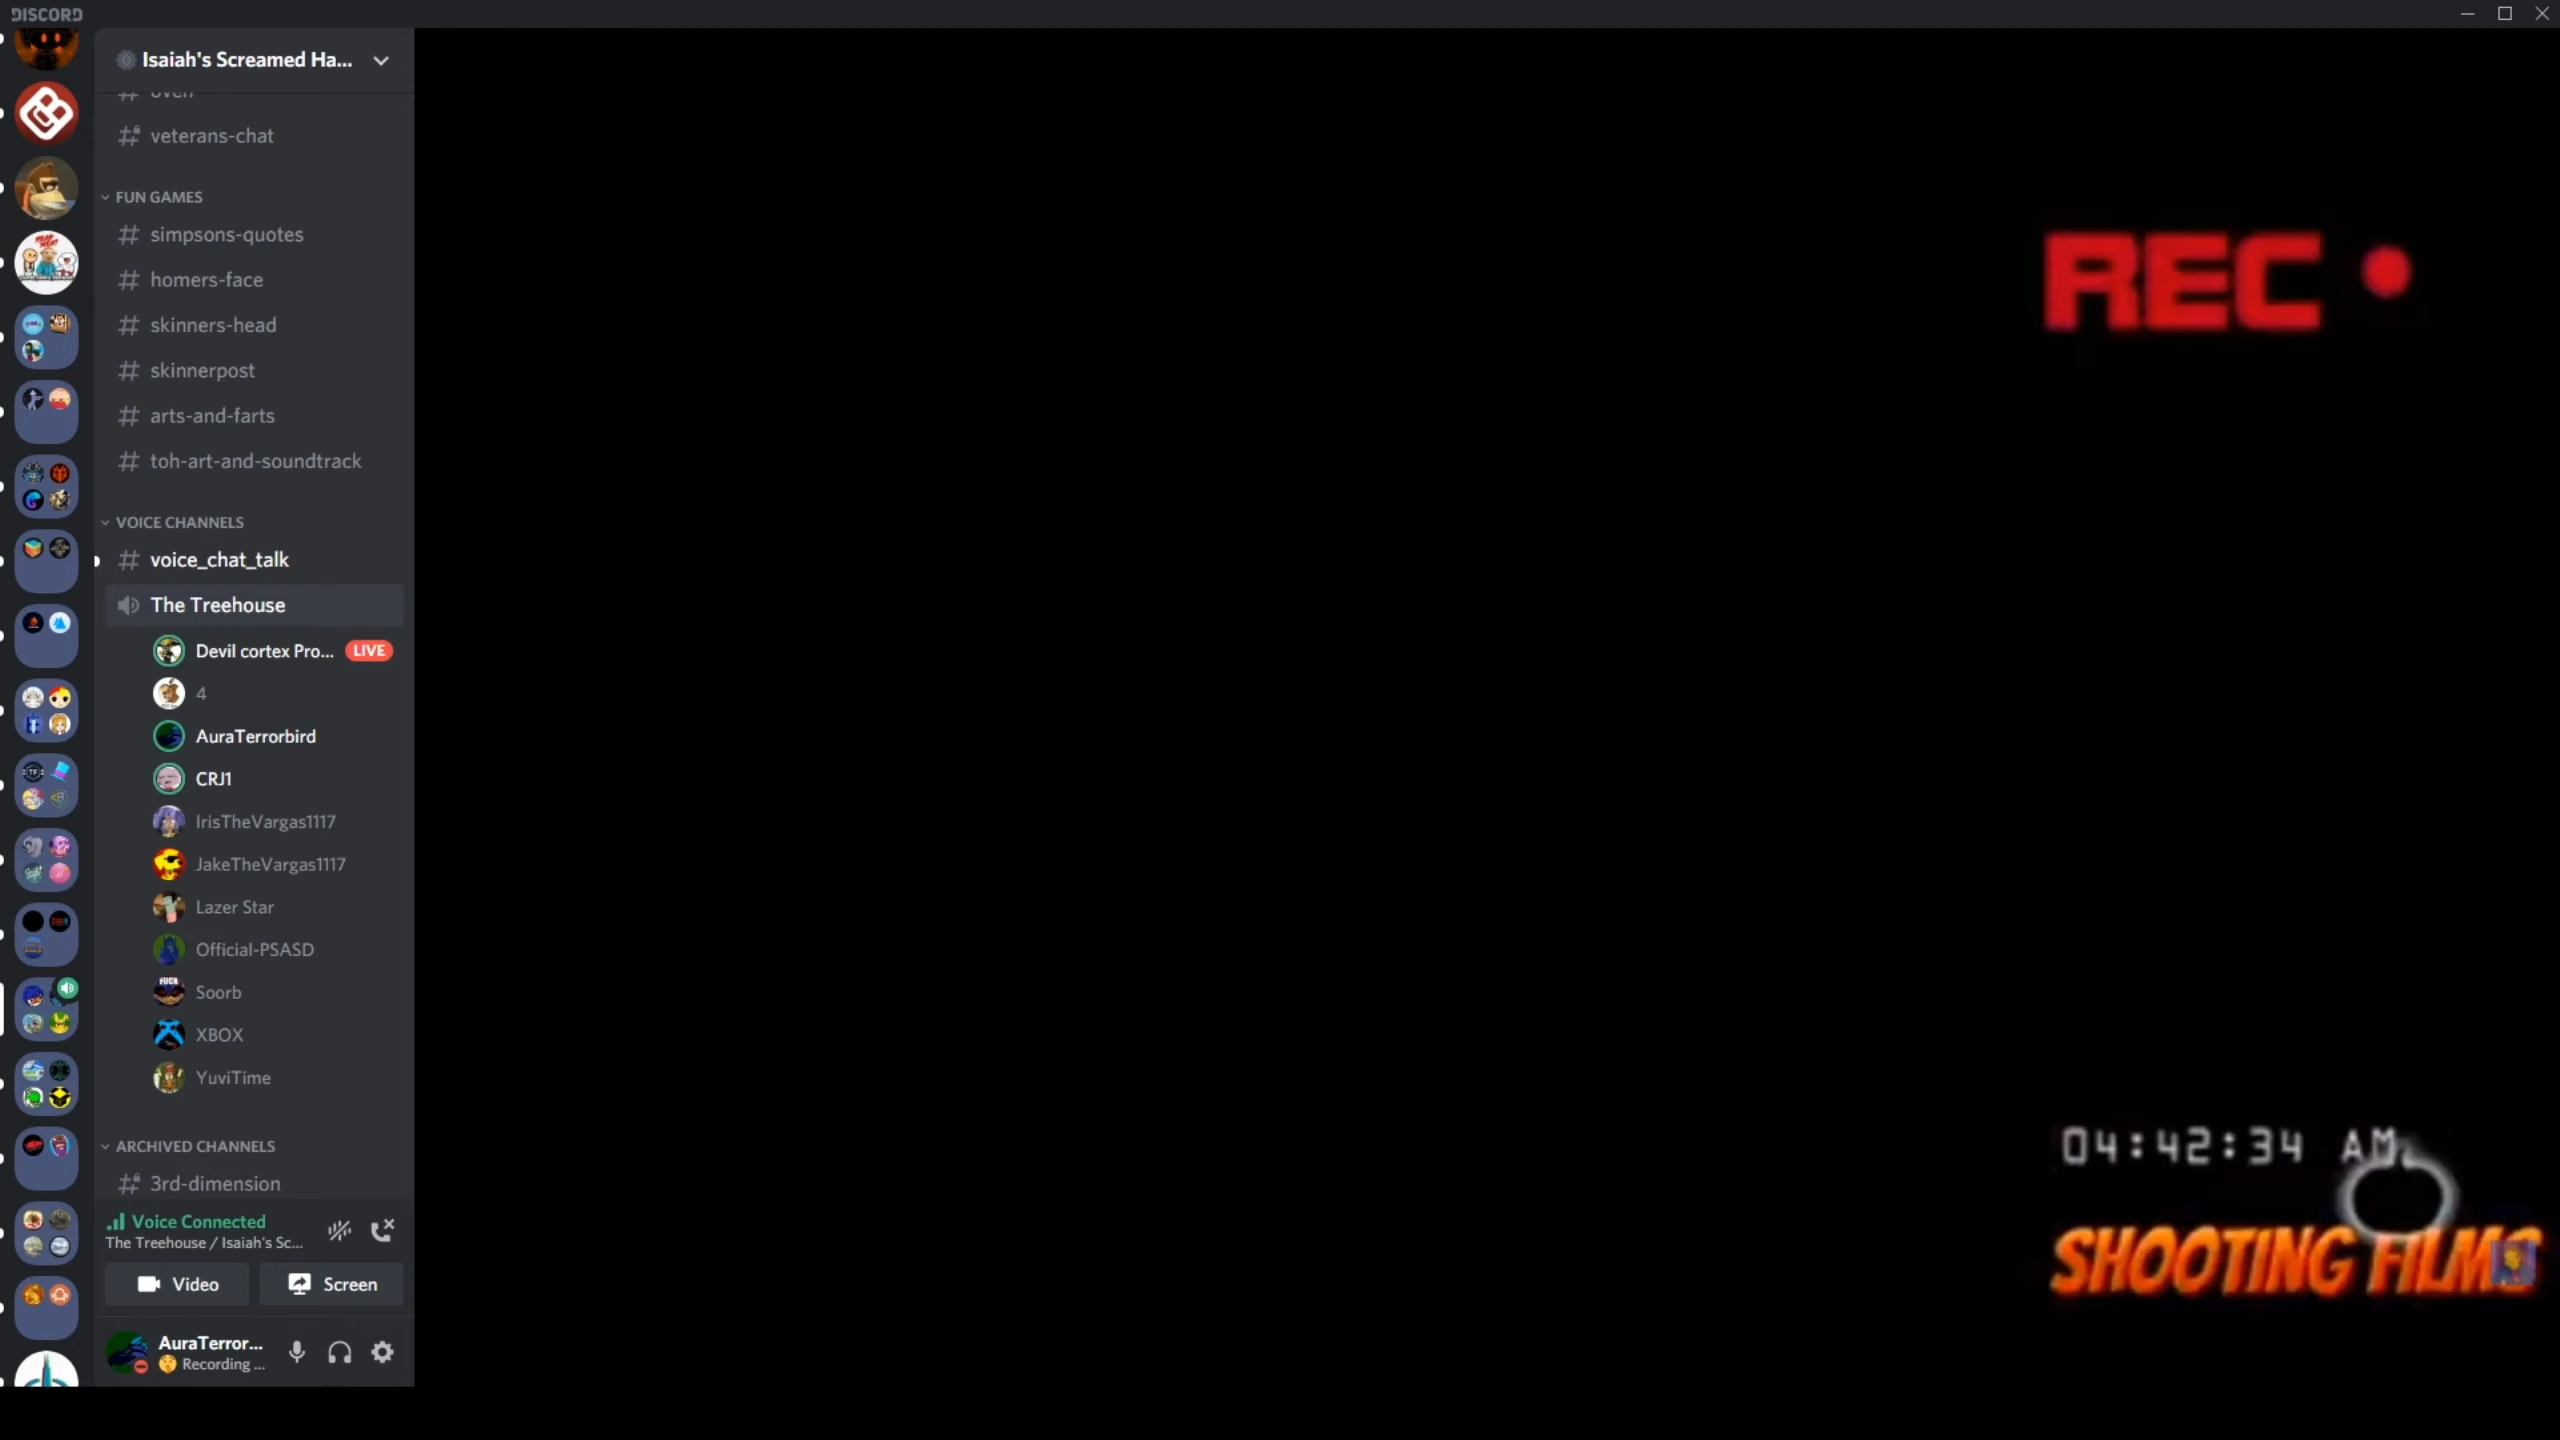 DISCORD
Isaiah's Screamed Ha...
oven
veterans-chat
FUN GAMES
simpsons-quotes
homers-face
skinners-head
skinnerpost
arts-and-farts
toh-art-and-soundtrack
VOICE CHANNELS
voice_chat_talk
The Treehouse
Devil cortex Pro... LIVE
4
AuraTerrorbird
CRJ1
IrisTheVargas1117
JakeTheVargas1117
Lazer Star
Official-PSASD
Soorb
XBOX
YuviTime
ARCHIVED CHANNELS
3rd-dimension
Voice Connected
The Treehouse / Isaiah's Sc...
Video
Screen
AuraTerror...
Recording ...
REC
04:42:34 AM
SHOOTING FILMS